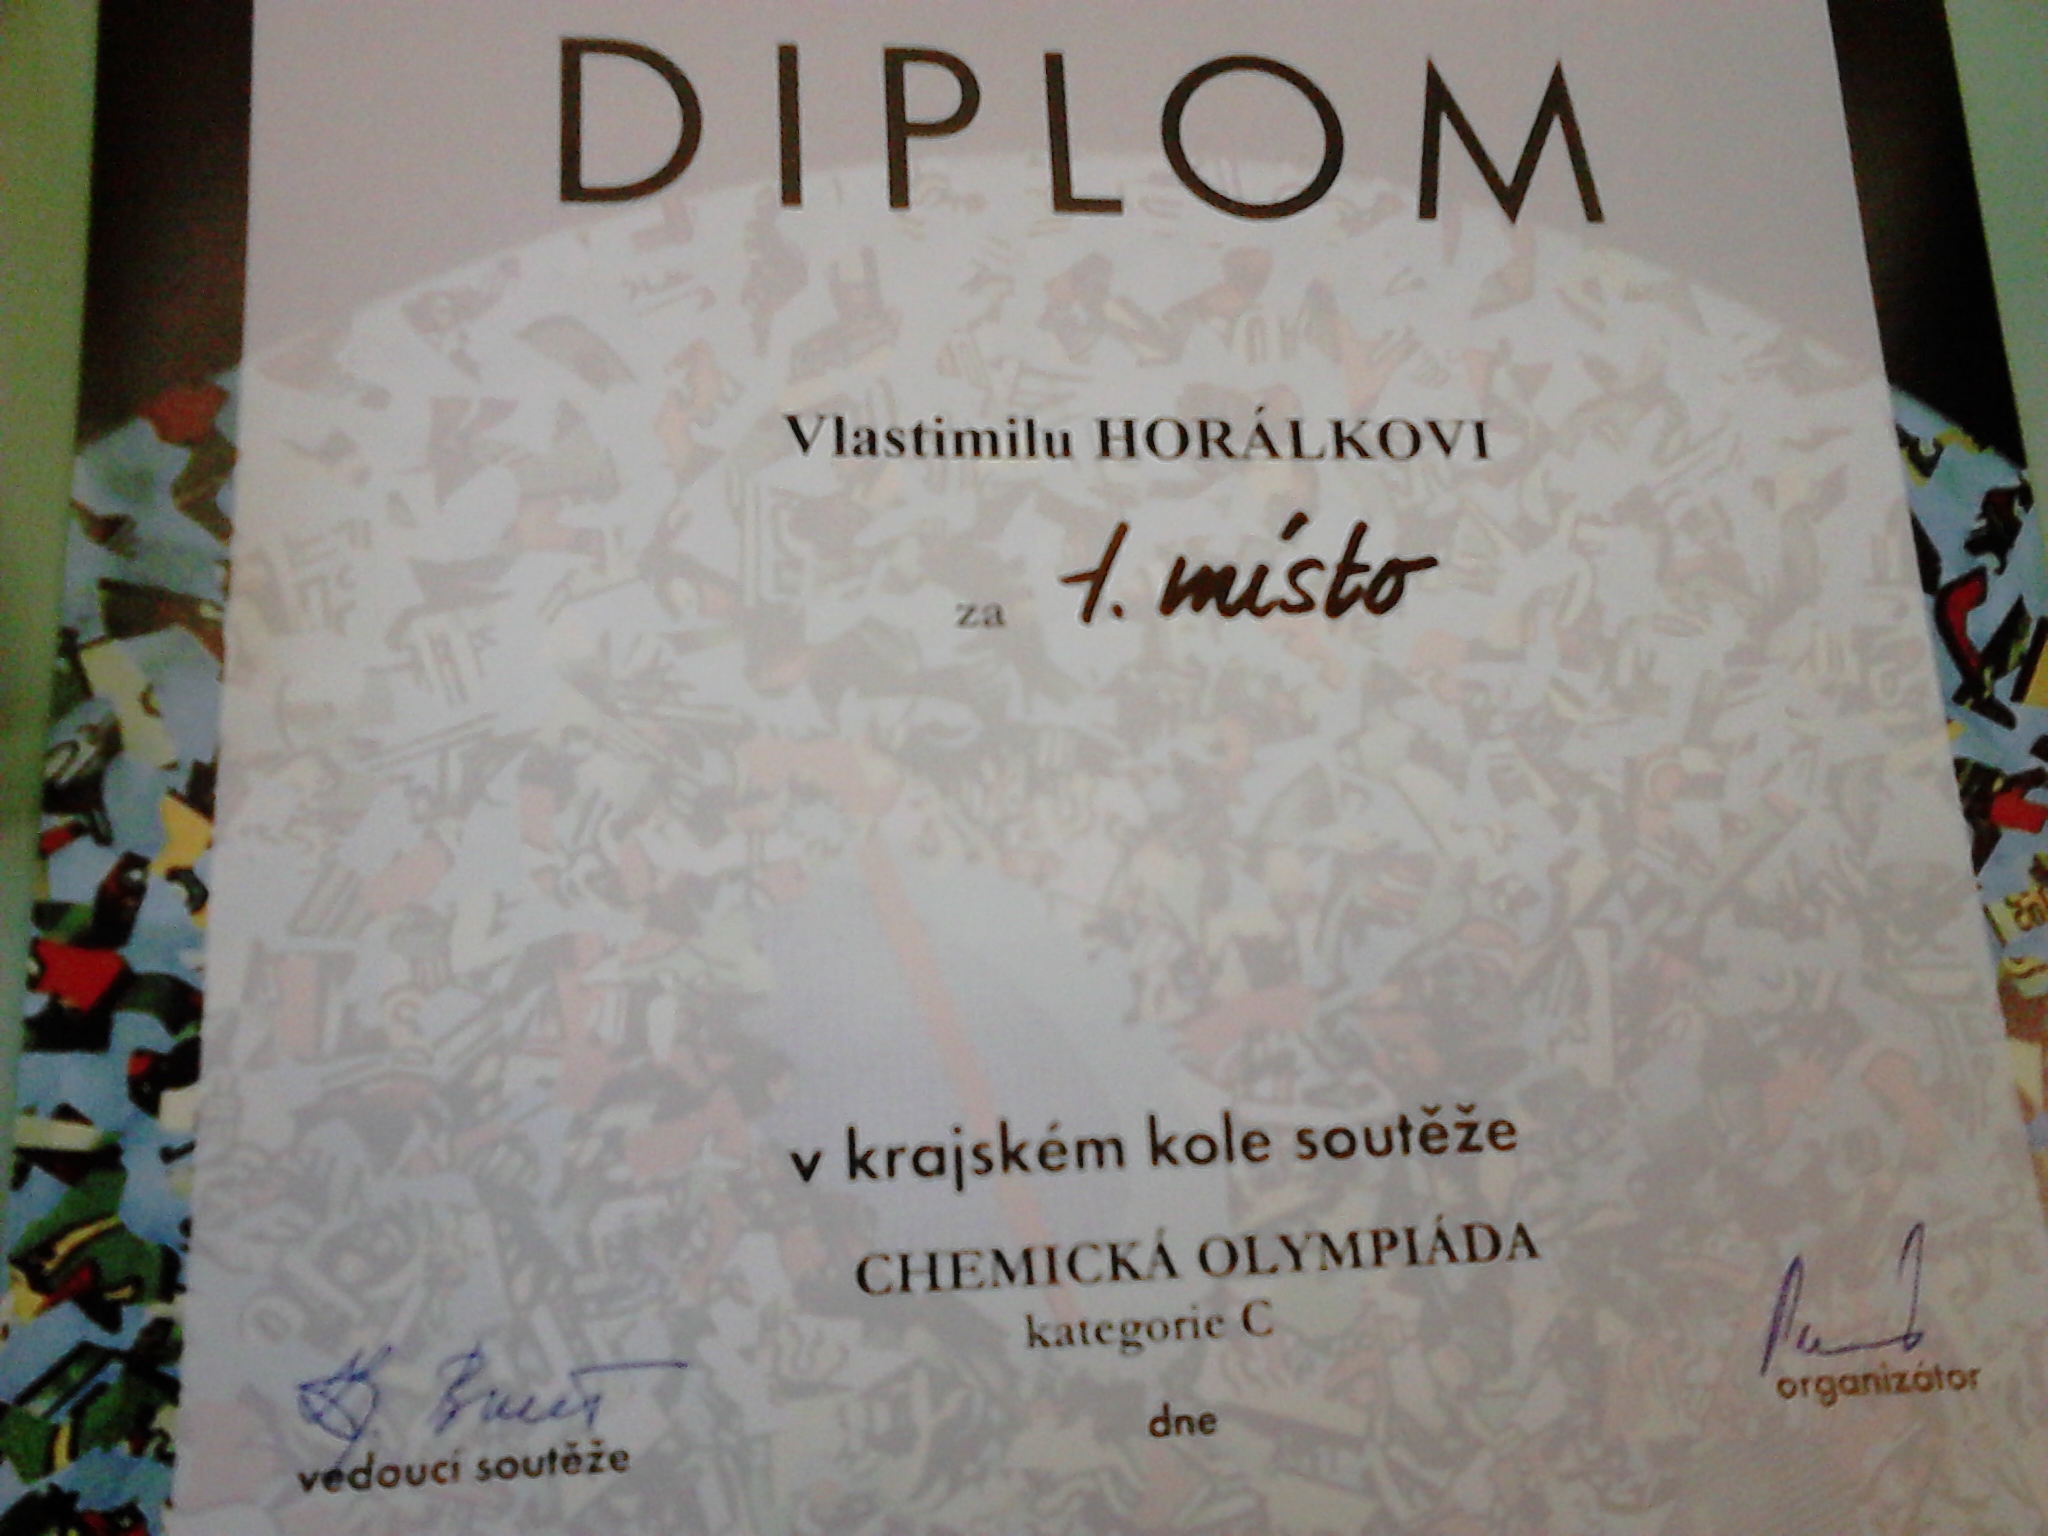 DIPLOM
Vlastimilu HORÁLKOVI
za 1. místo
v krajském kole soutěže
CHEMICKÁ OLYMPIÁDA
kategorie C
organizátor
dne
vedoucí soutěže